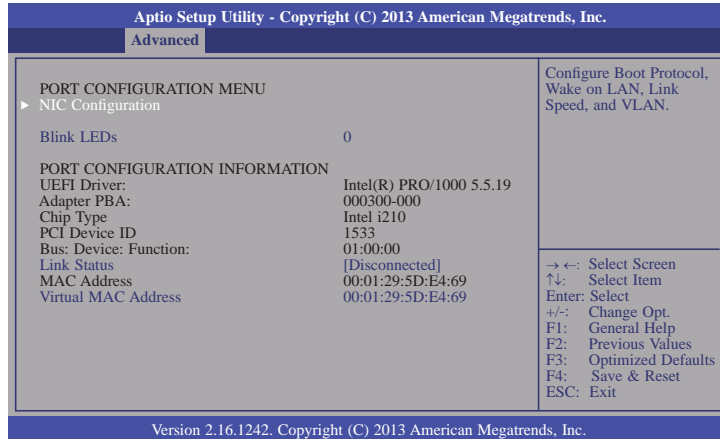 Aptio Setup Utility - Copyright (C) 2013 American Megatrends, Inc.
Advanced
PORT CONFIGURATION MENU
► NIC Configuration
Blink LEDs 0
PORT CONFIGURATION INFORMATION
UEFI Driver: Intel(R) PRO/1000 5.5.19
Adapter PBA: 000300-000
Chip Type Intel i210
PCI Device ID 1533
Bus: Device: Function: 01:00:00
Link Status [Disconnected]
MAC Address 00:01:29:5D:E4:69
Virtual MAC Address 00:01:29:5D:E4:69
Configure Boot Protocol,
Wake on LAN, Link
Speed, and VLAN.
→ ←: Select Screen
↑↓: Select Item
Enter: Select
+/-: Change Opt.
F1: General Help
F2: Previous Values
F3: Optimized Defaults
F4: Save & Reset
ESC: Exit
Version 2.16.1242. Copyright (C) 2013 American Megatrends, Inc.